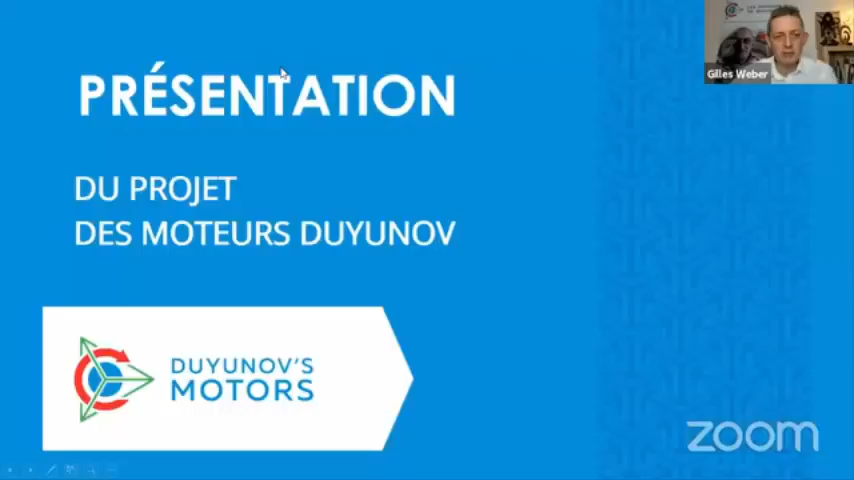 PRÉSENTATION
DU PROJET
DES MOTEURS DUYUNOV
DUYUNOV'S
MOTORS
Gilles Weber
zoom